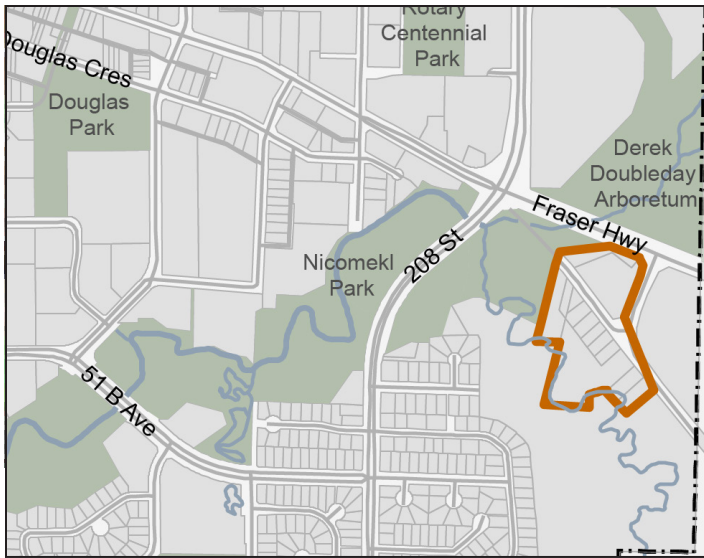 Rotary
Centennial
Park
Douglas Cres
Douglas
Park
Derek
Doubleday
Arboretum
Fraser Hwy
208 St
Nicomekl
Park
51 B Ave